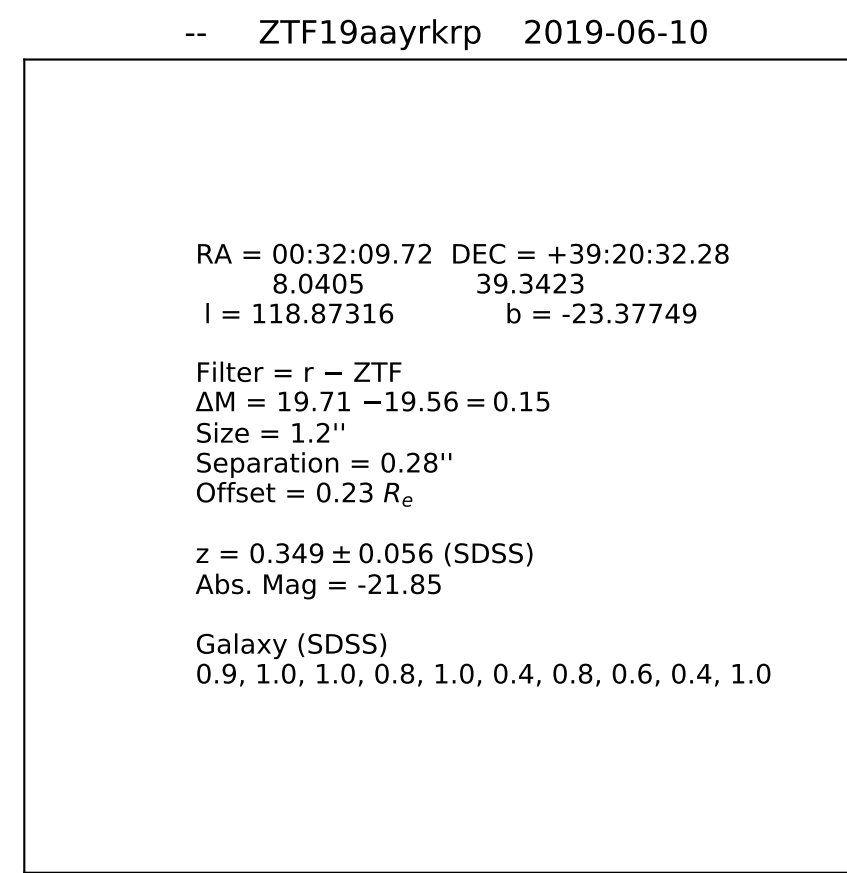 -- ZTF19aayrkrp 2019-06-10
RA = 00:32:09.72 DEC = +39:20:32.28
8.0405 39.3423
l = 118.87316 b = -23.37749
Filter = r − ZTF
ΔM = 19.71 −19.56 = 0.15
Size = 1.2''
Separation = 0.28''
Offset = 0.23 Rₑ
z = 0.349 ± 0.056 (SDSS)
Abs. Mag = -21.85
Galaxy (SDSS)
0.9, 1.0, 1.0, 0.8, 1.0, 0.4, 0.8, 0.6, 0.4, 1.0